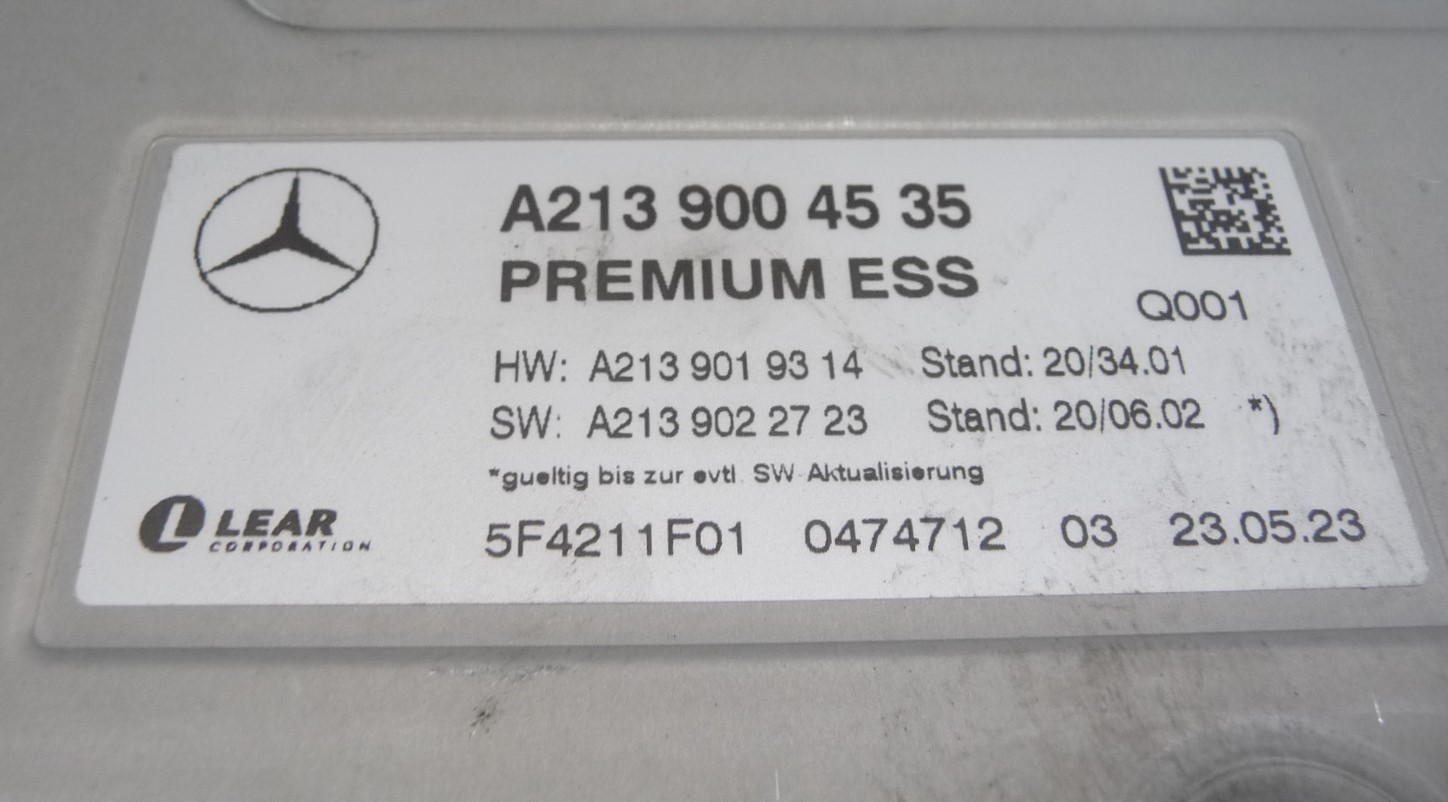 A213 900 45 35
PREMIUM ESS
Q001
HW: A213 901 93 14 Stand: 20/34.01
SW: A213 902 27 23 Stand: 20/06.02 *)
*gueltig bis zur evtl. SW-Aktualisierung
LEAR
CORPORATION
5F4211F01 0474712 03 23.05.23